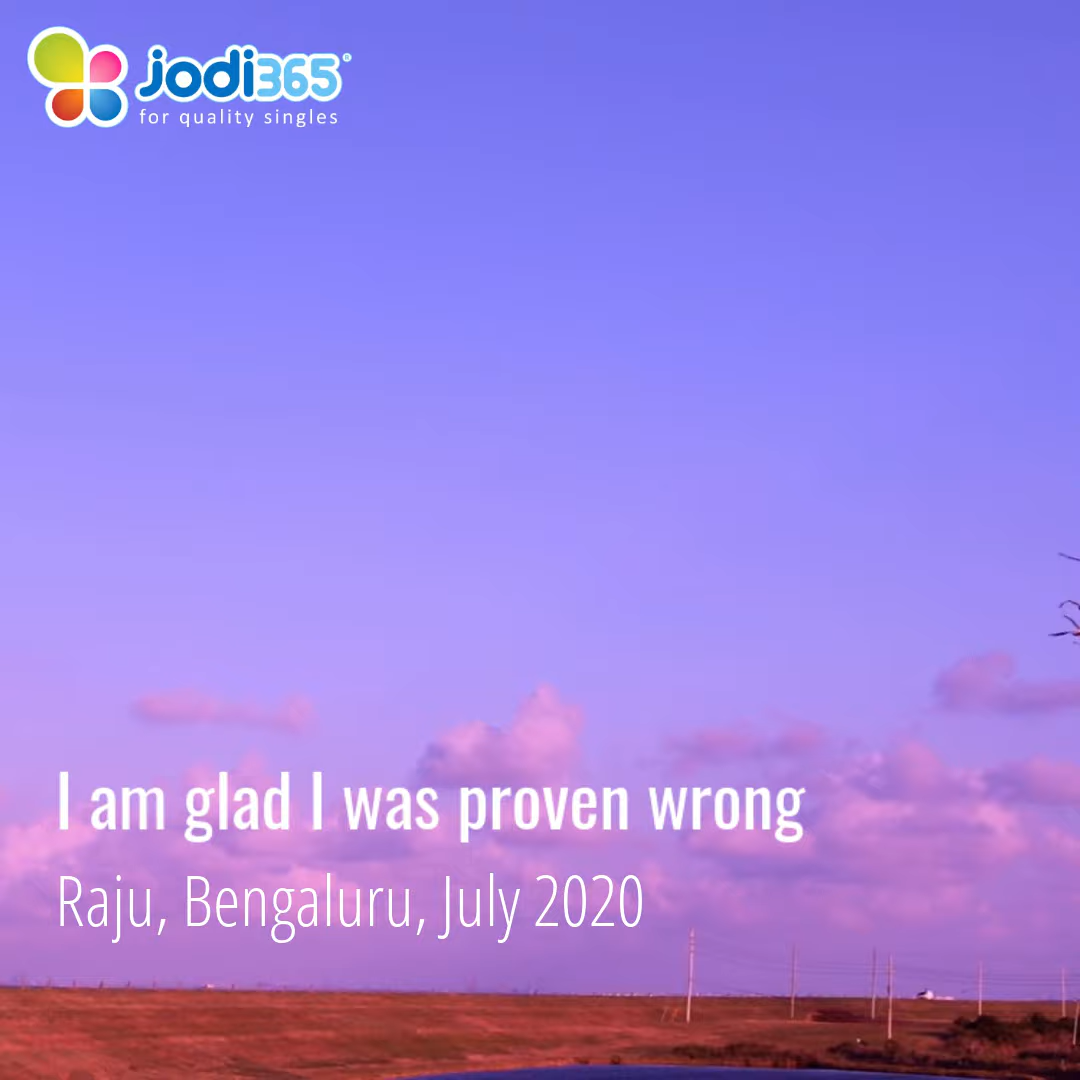 jodi365®
for quality singles
I am glad I was proven wrong
Raju, Bengaluru, July 2020